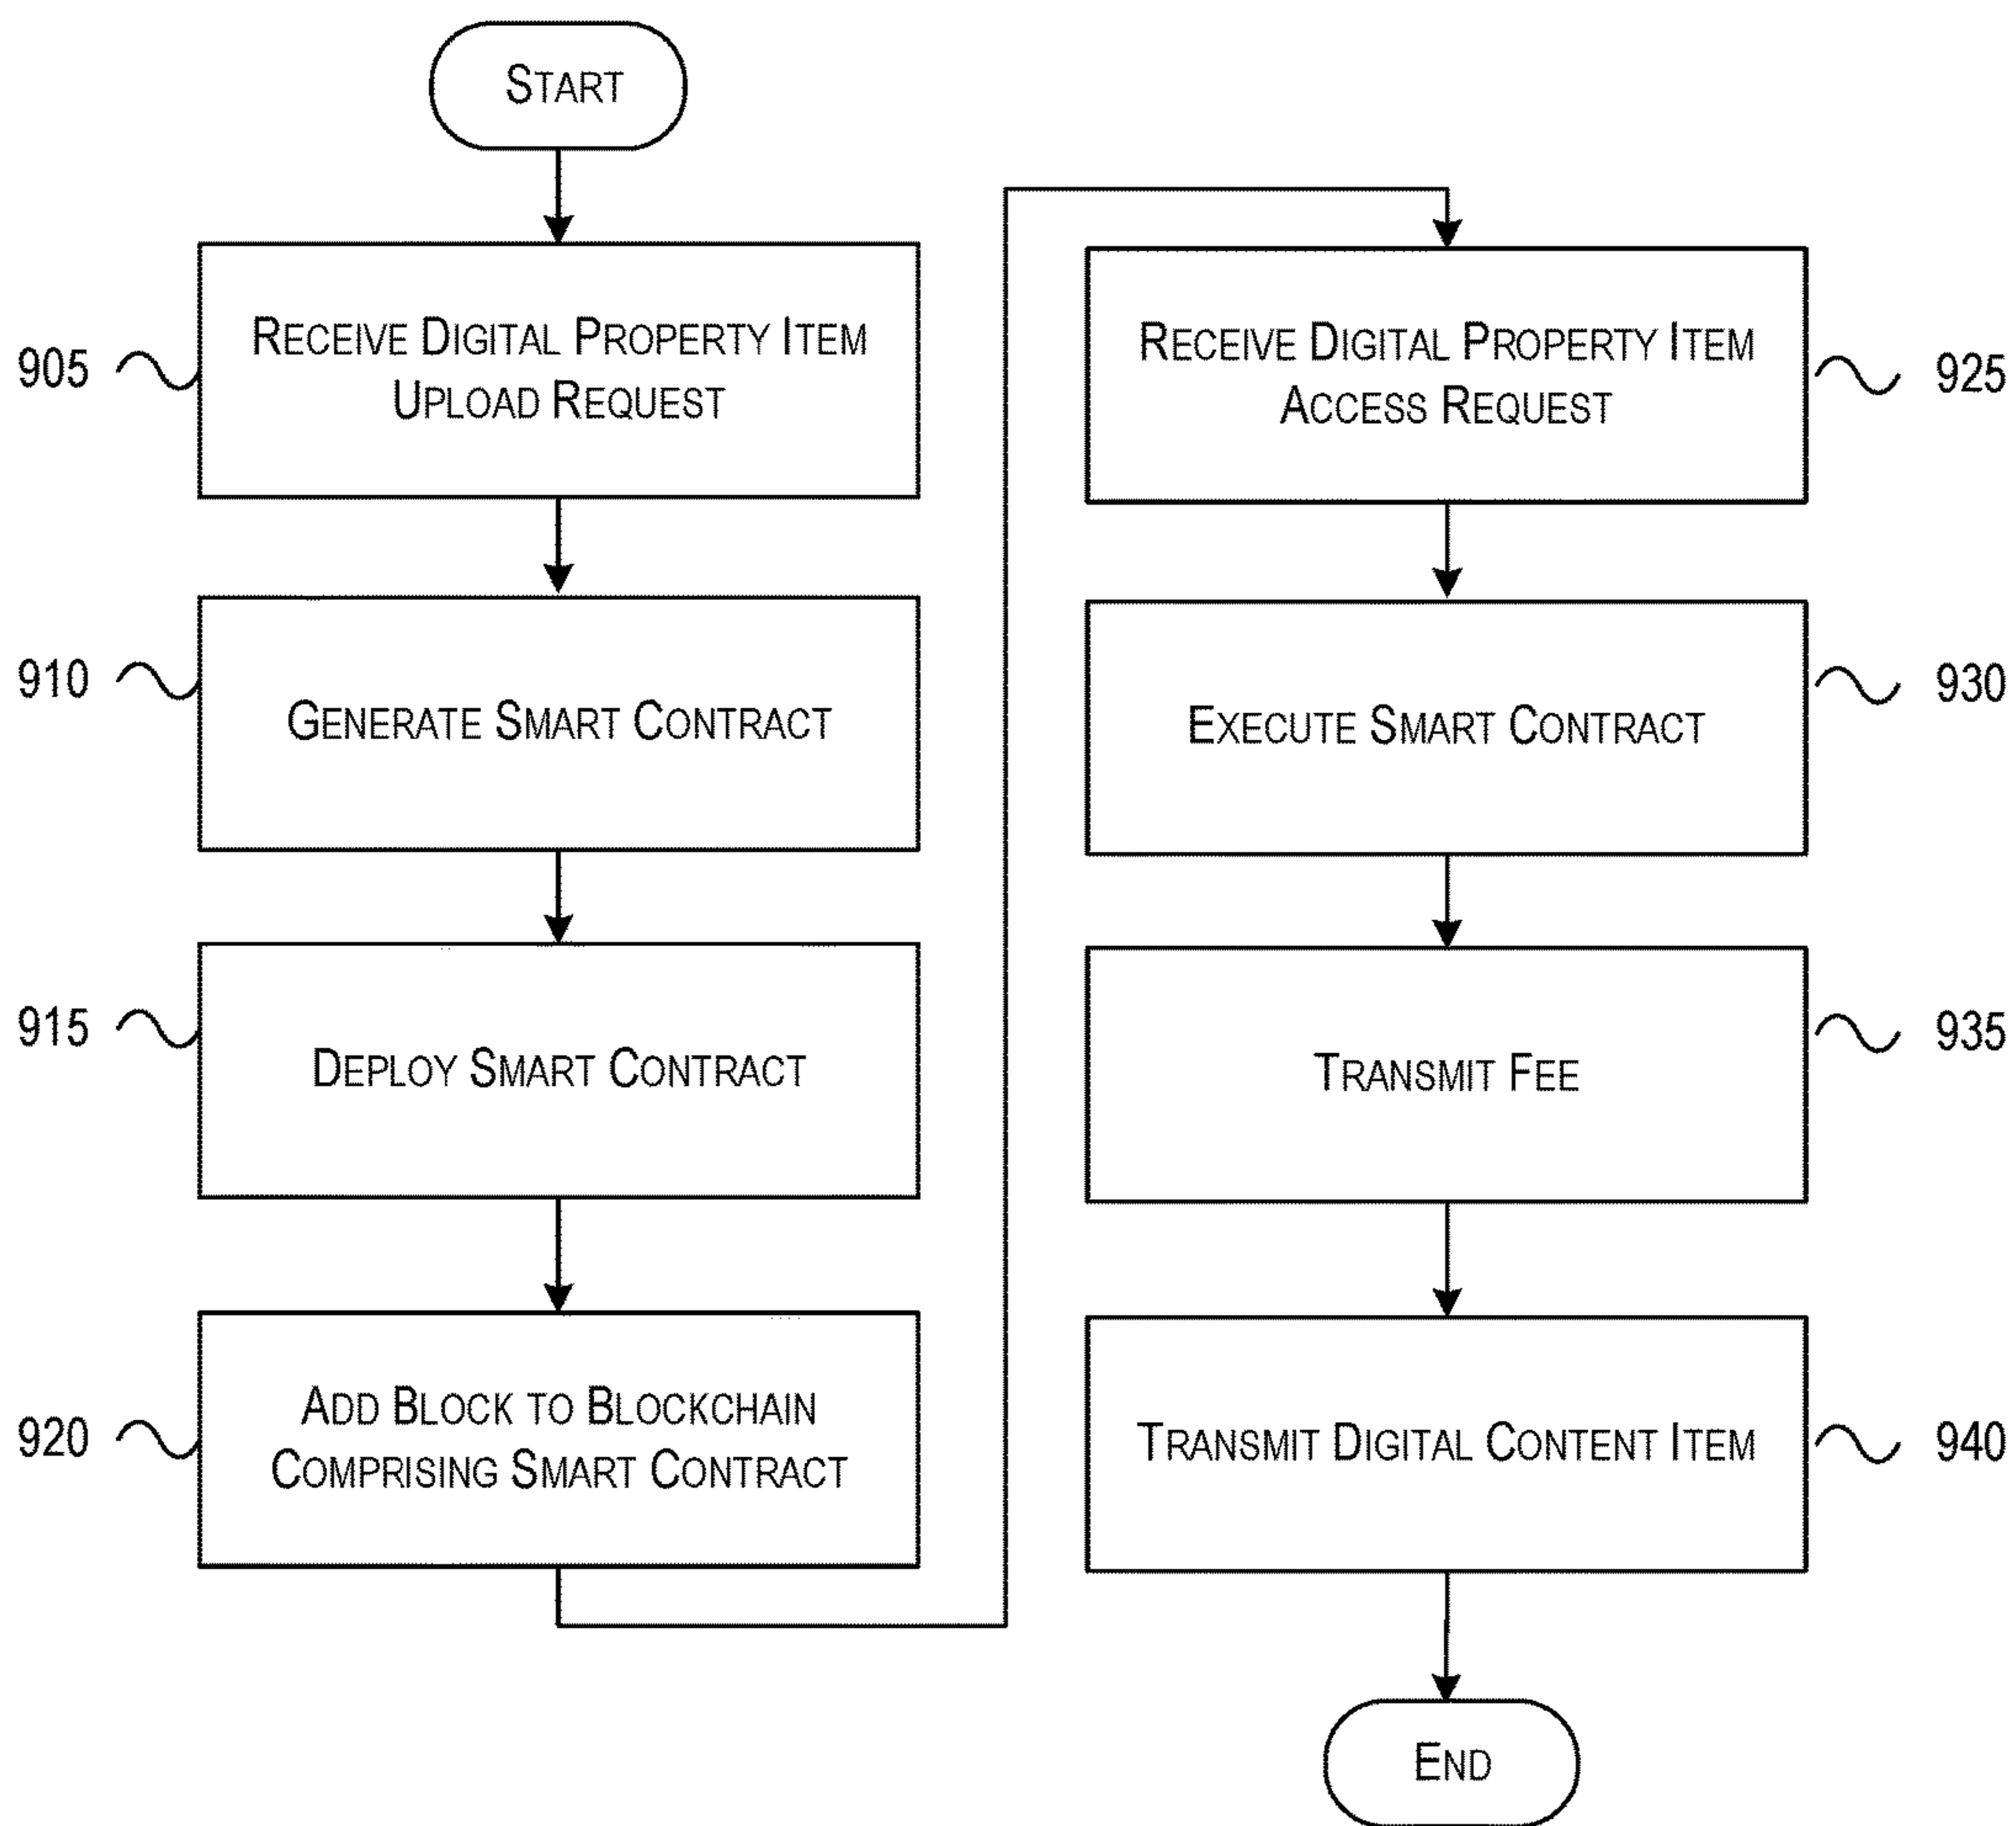 START
905
RECEIVE DIGITAL PROPERTY ITEM
UPLOAD REQUEST
910
GENERATE SMART CONTRACT
915
DEPLOY SMART CONTRACT
920
ADD BLOCK TO BLOCKCHAIN
COMPRISING SMART CONTRACT
RECEIVE DIGITAL PROPERTY ITEM
ACCESS REQUEST
925
EXECUTE SMART CONTRACT
930
TRANSMIT FEE
935
TRANSMIT DIGITAL CONTENT ITEM
940
END